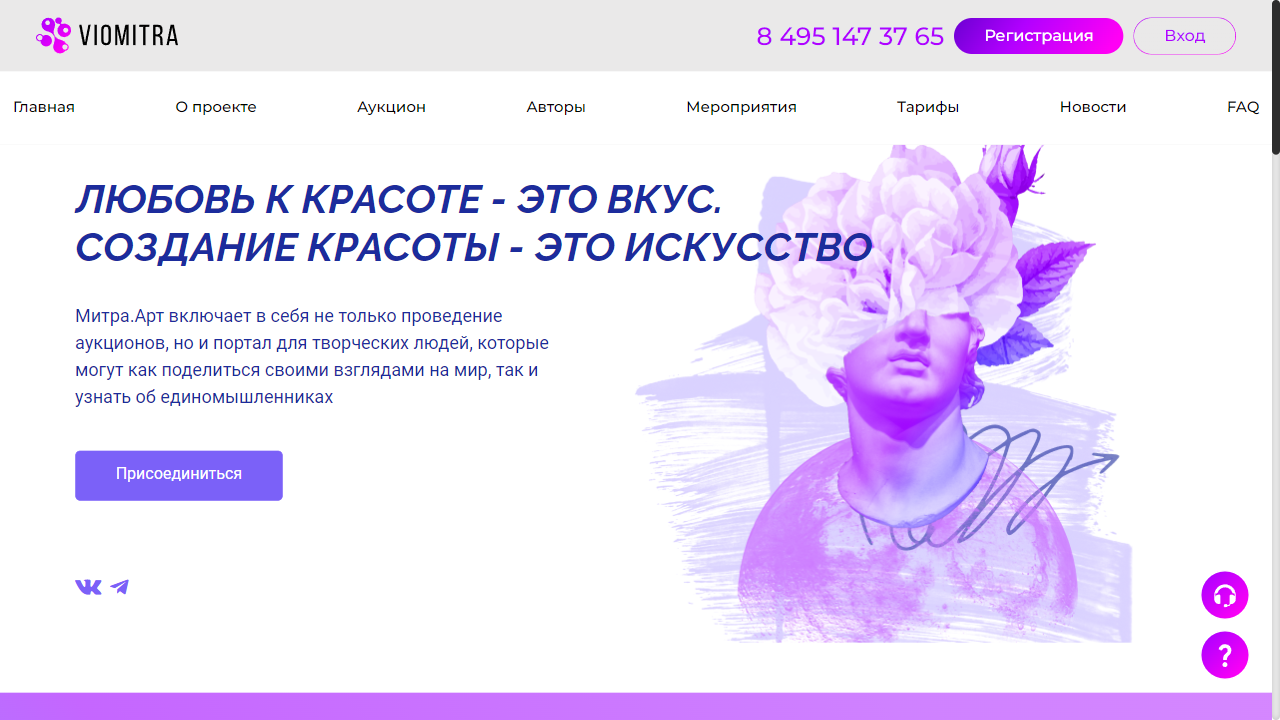 VIOMITRA
8 495 147 37 65 Регистрация Вход
Главная О проекте Аукцион Авторы Мероприятия Тарифы Новости FAQ
ЛЮБОВЬ К КРАСОТЕ - ЭТО ВКУС.
СОЗДАНИЕ КРАСОТЫ - ЭТО ИСКУССТВО
Митра.Арт включает в себя не только проведение
аукционов, но и портал для творческих людей, которые
могут как поделиться своими взглядами на мир, так и
узнать об единомышленниках
Присоединиться
?